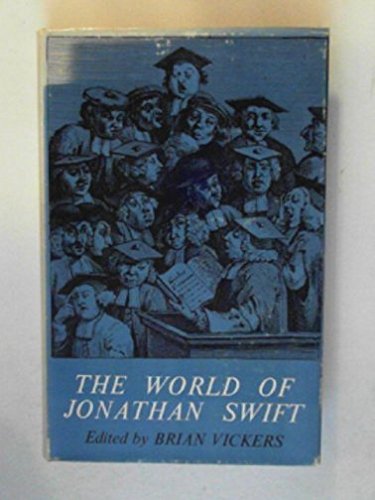 THE WORLD OF
JONATHAN SWIFT
Edited by BRIAN VICKERS